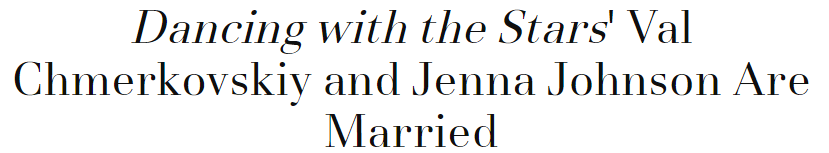 Dancing with the Stars' Val
Chmerkovskiy and Jenna Johnson Are
Married